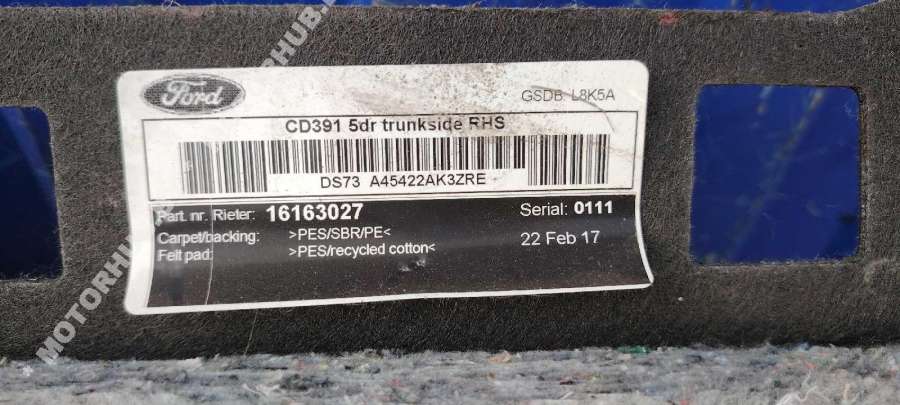 Ford
GSDB: L8K5A
CD391 5dr trunkside RHS
DS73 A45422AK3ZRE
Part. nr. Rieter: 16163027
Serial: 0111
Carpet/backing: >PES/SBR/PE<
22 Feb 17
Felt pad: >PES/recycled cotton<
MOTORHUB
MOTORHUB